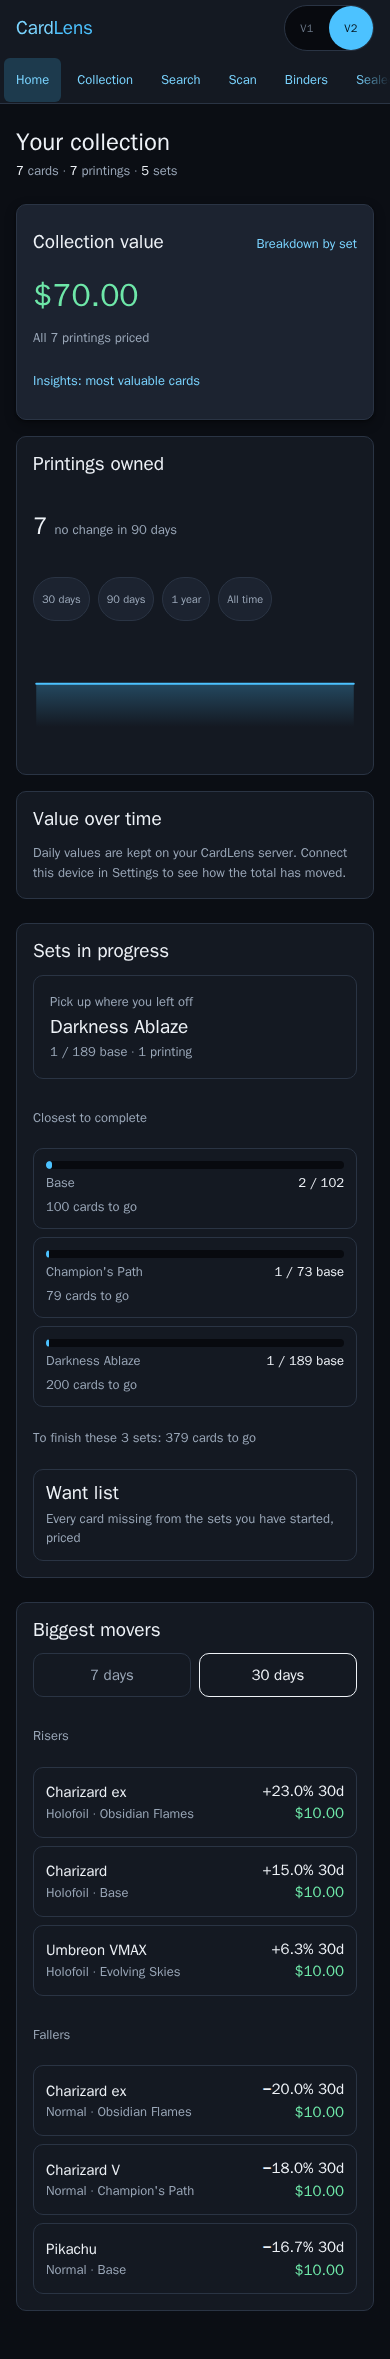 CardLens
V1
V2
Home
Collection
Search
Scan
Binders
Seale
Your collection
7 cards · 7 printings · 5 sets
Collection value
Breakdown by set
$70.00
All 7 printings priced
Insights: most valuable cards
Printings owned
7 no change in 90 days
30 days
90 days
1 year
All time
Value over time
Daily values are kept on your CardLens server. Connect
this device in Settings to see how the total has moved.
Sets in progress
Pick up where you left off
Darkness Ablaze
1 / 189 base · 1 printing
Closest to complete
Base
2 / 102
100 cards to go
Champion's Path
1 / 73 base
79 cards to go
Darkness Ablaze
1 / 189 base
200 cards to go
To finish these 3 sets: 379 cards to go
Want list
Every card missing from the sets you have started,
priced
Biggest movers
7 days
30 days
Risers
Charizard ex
+23.0% 30d
Holofoil · Obsidian Flames
$10.00
Charizard
+15.0% 30d
Holofoil · Base
$10.00
Umbreon VMAX
+6.3% 30d
Holofoil · Evolving Skies
$10.00
Fallers
Charizard ex
−20.0% 30d
Normal · Obsidian Flames
$10.00
Charizard V
−18.0% 30d
Normal · Champion's Path
$10.00
Pikachu
−16.7% 30d
Normal · Base
$10.00